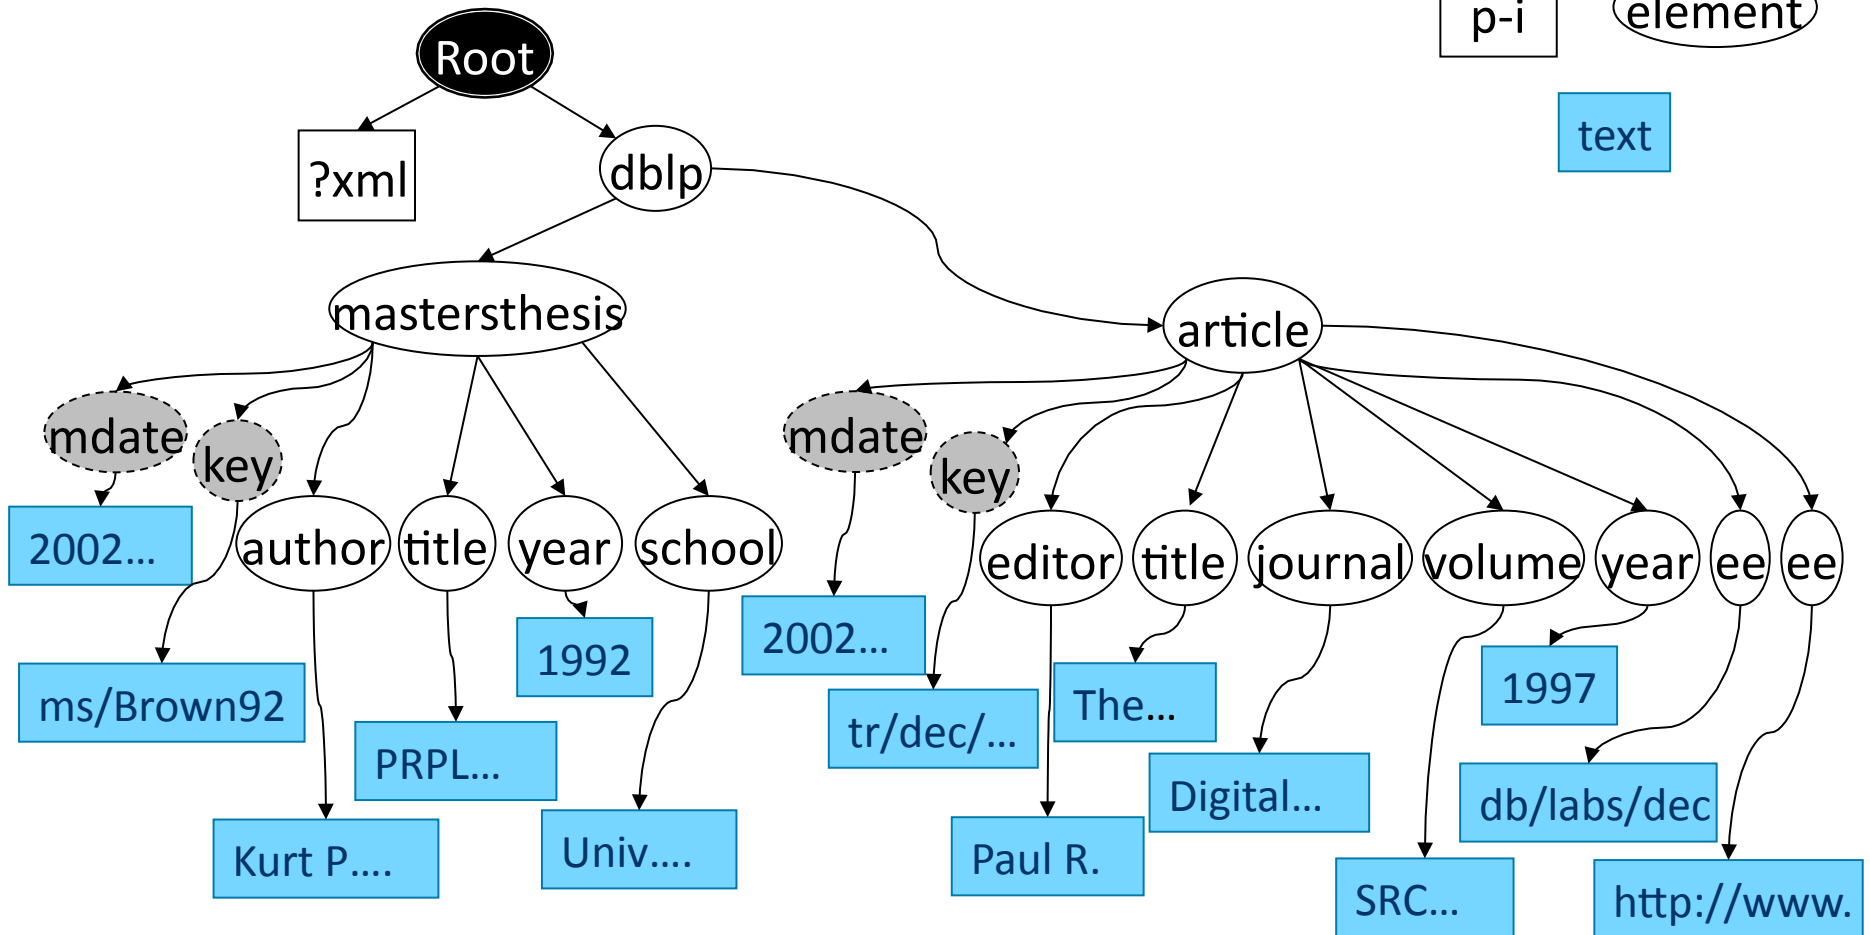 Root
p-i
element
text
?xml
dblp
mastersthesis
article
mdate
key
mdate
key
author
title
year
school
editor
title
journal
volume
year
ee
ee
2002...
ms/Brown92
1992
PRPL...
Kurt P....
Univ....
2002...
tr/dec/...
The...
Digital...
Paul R.
1997
db/labs/dec
SRC...
http://www.